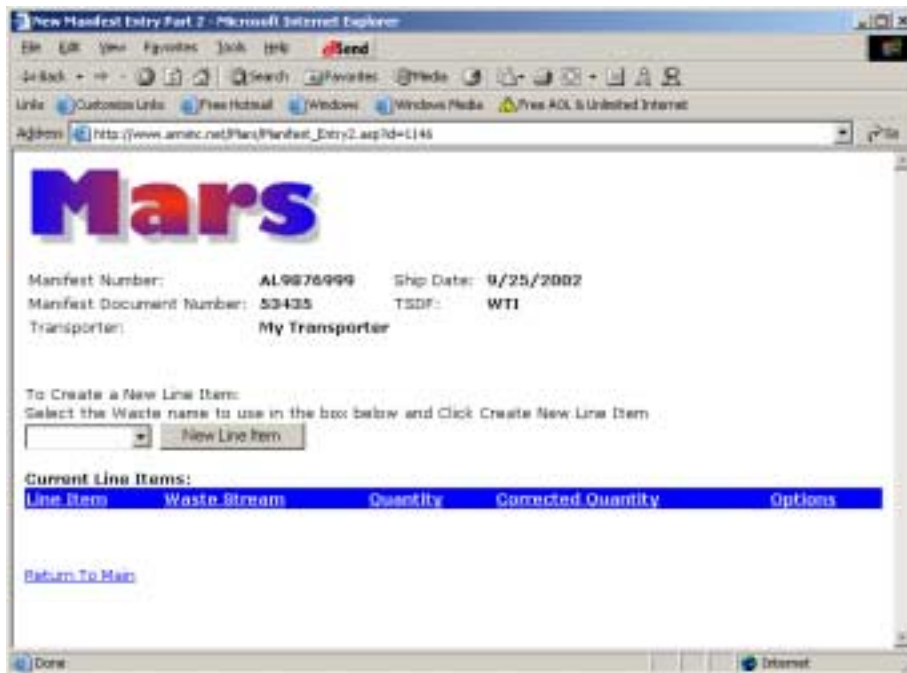 New Manifest Entry Part 2 - Microsoft Internet Explorer
File Edit View Favorites Tools Help Send
Back Search Favorites Media
Links Customize Links Free Hotmail Windows Windows Media Free AOL & Unlimited Internet
Address http://www.amstc.net/Mars/Manifest_Entry2.asp?id=1146 Go
Mars
Manifest Number: AL9876999 Ship Date: 9/25/2002
Manifest Document Number: 53435 TSDF: WTI
Transporter: My Transporter
To Create a New Line Item:
Select the Waste name to use in the box below and Click Create New Line Item
New Line Item
Current Line Items:
Line Item Waste Stream Quantity Corrected Quantity Options
Return To Main
Done Internet